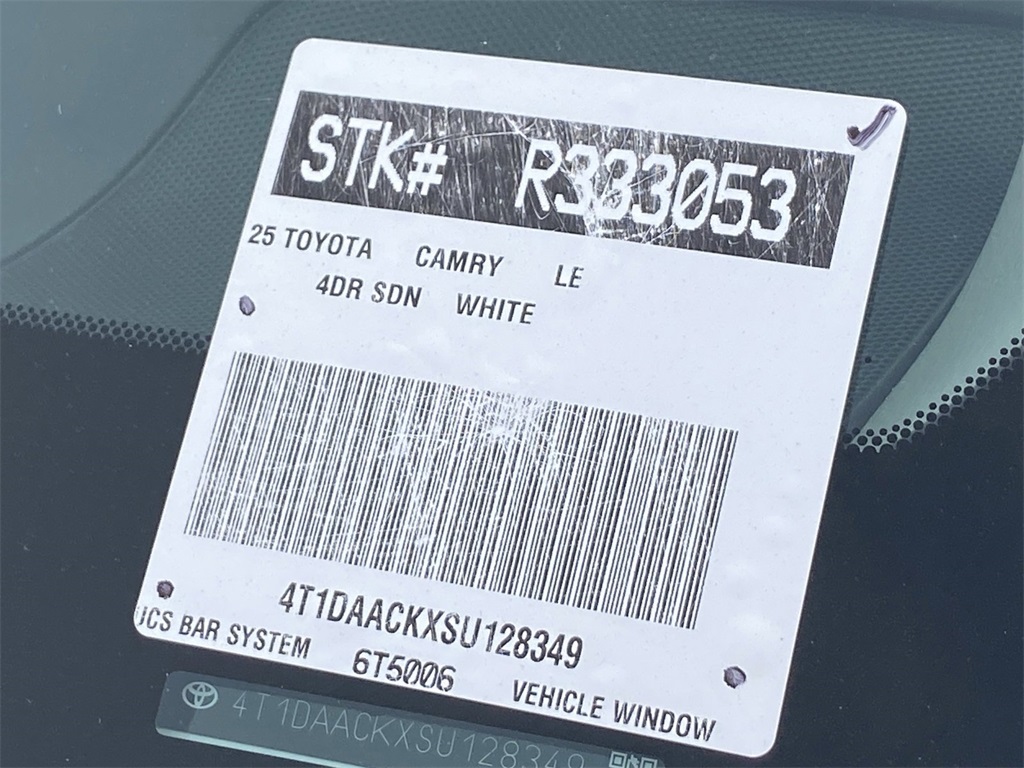 STK# R333053
25 TOYOTA CAMRY LE
4DR SDN WHITE
4T1DAACKXSU128349
UCS BAR SYSTEM 6T5006 VEHICLE WINDOW
4T1DAACKXSU128349